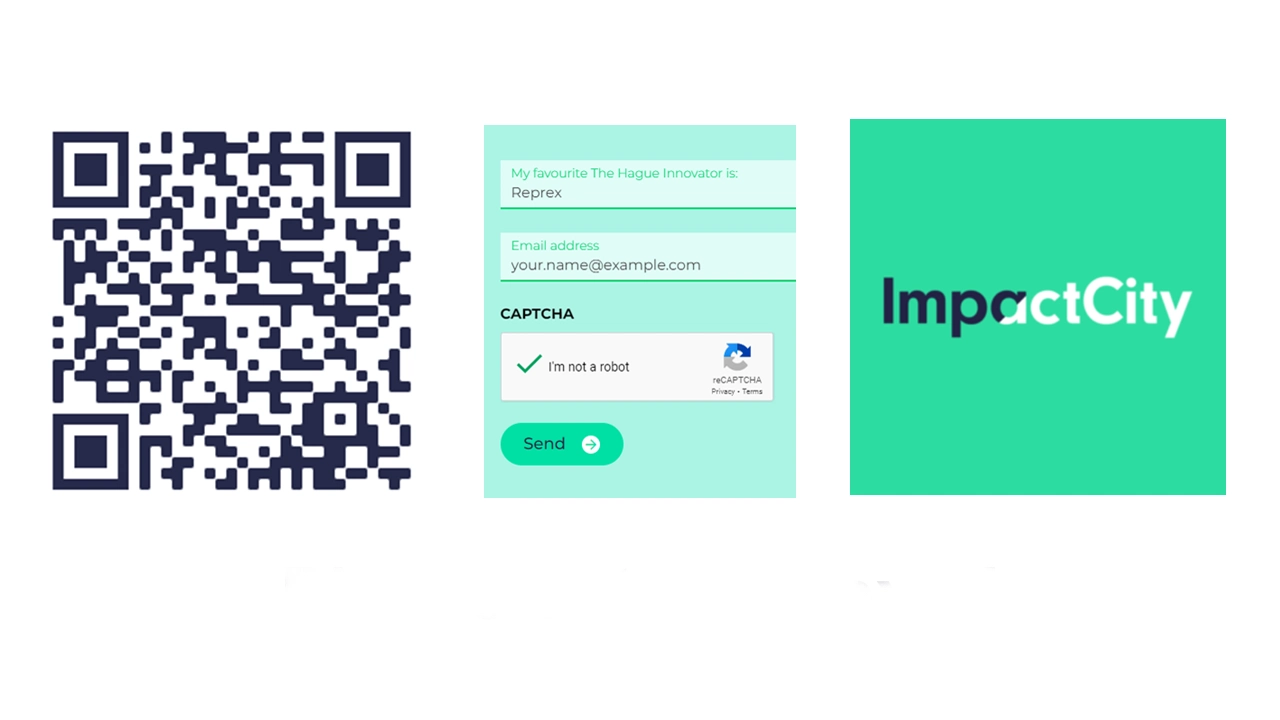 My favourite The Hague Innovator is:
Reprex
Email address
your.name@example.com
CAPTCHA
I'm not a robot
reCAPTCHA
Privacy • Terms
Send
ImpactCity